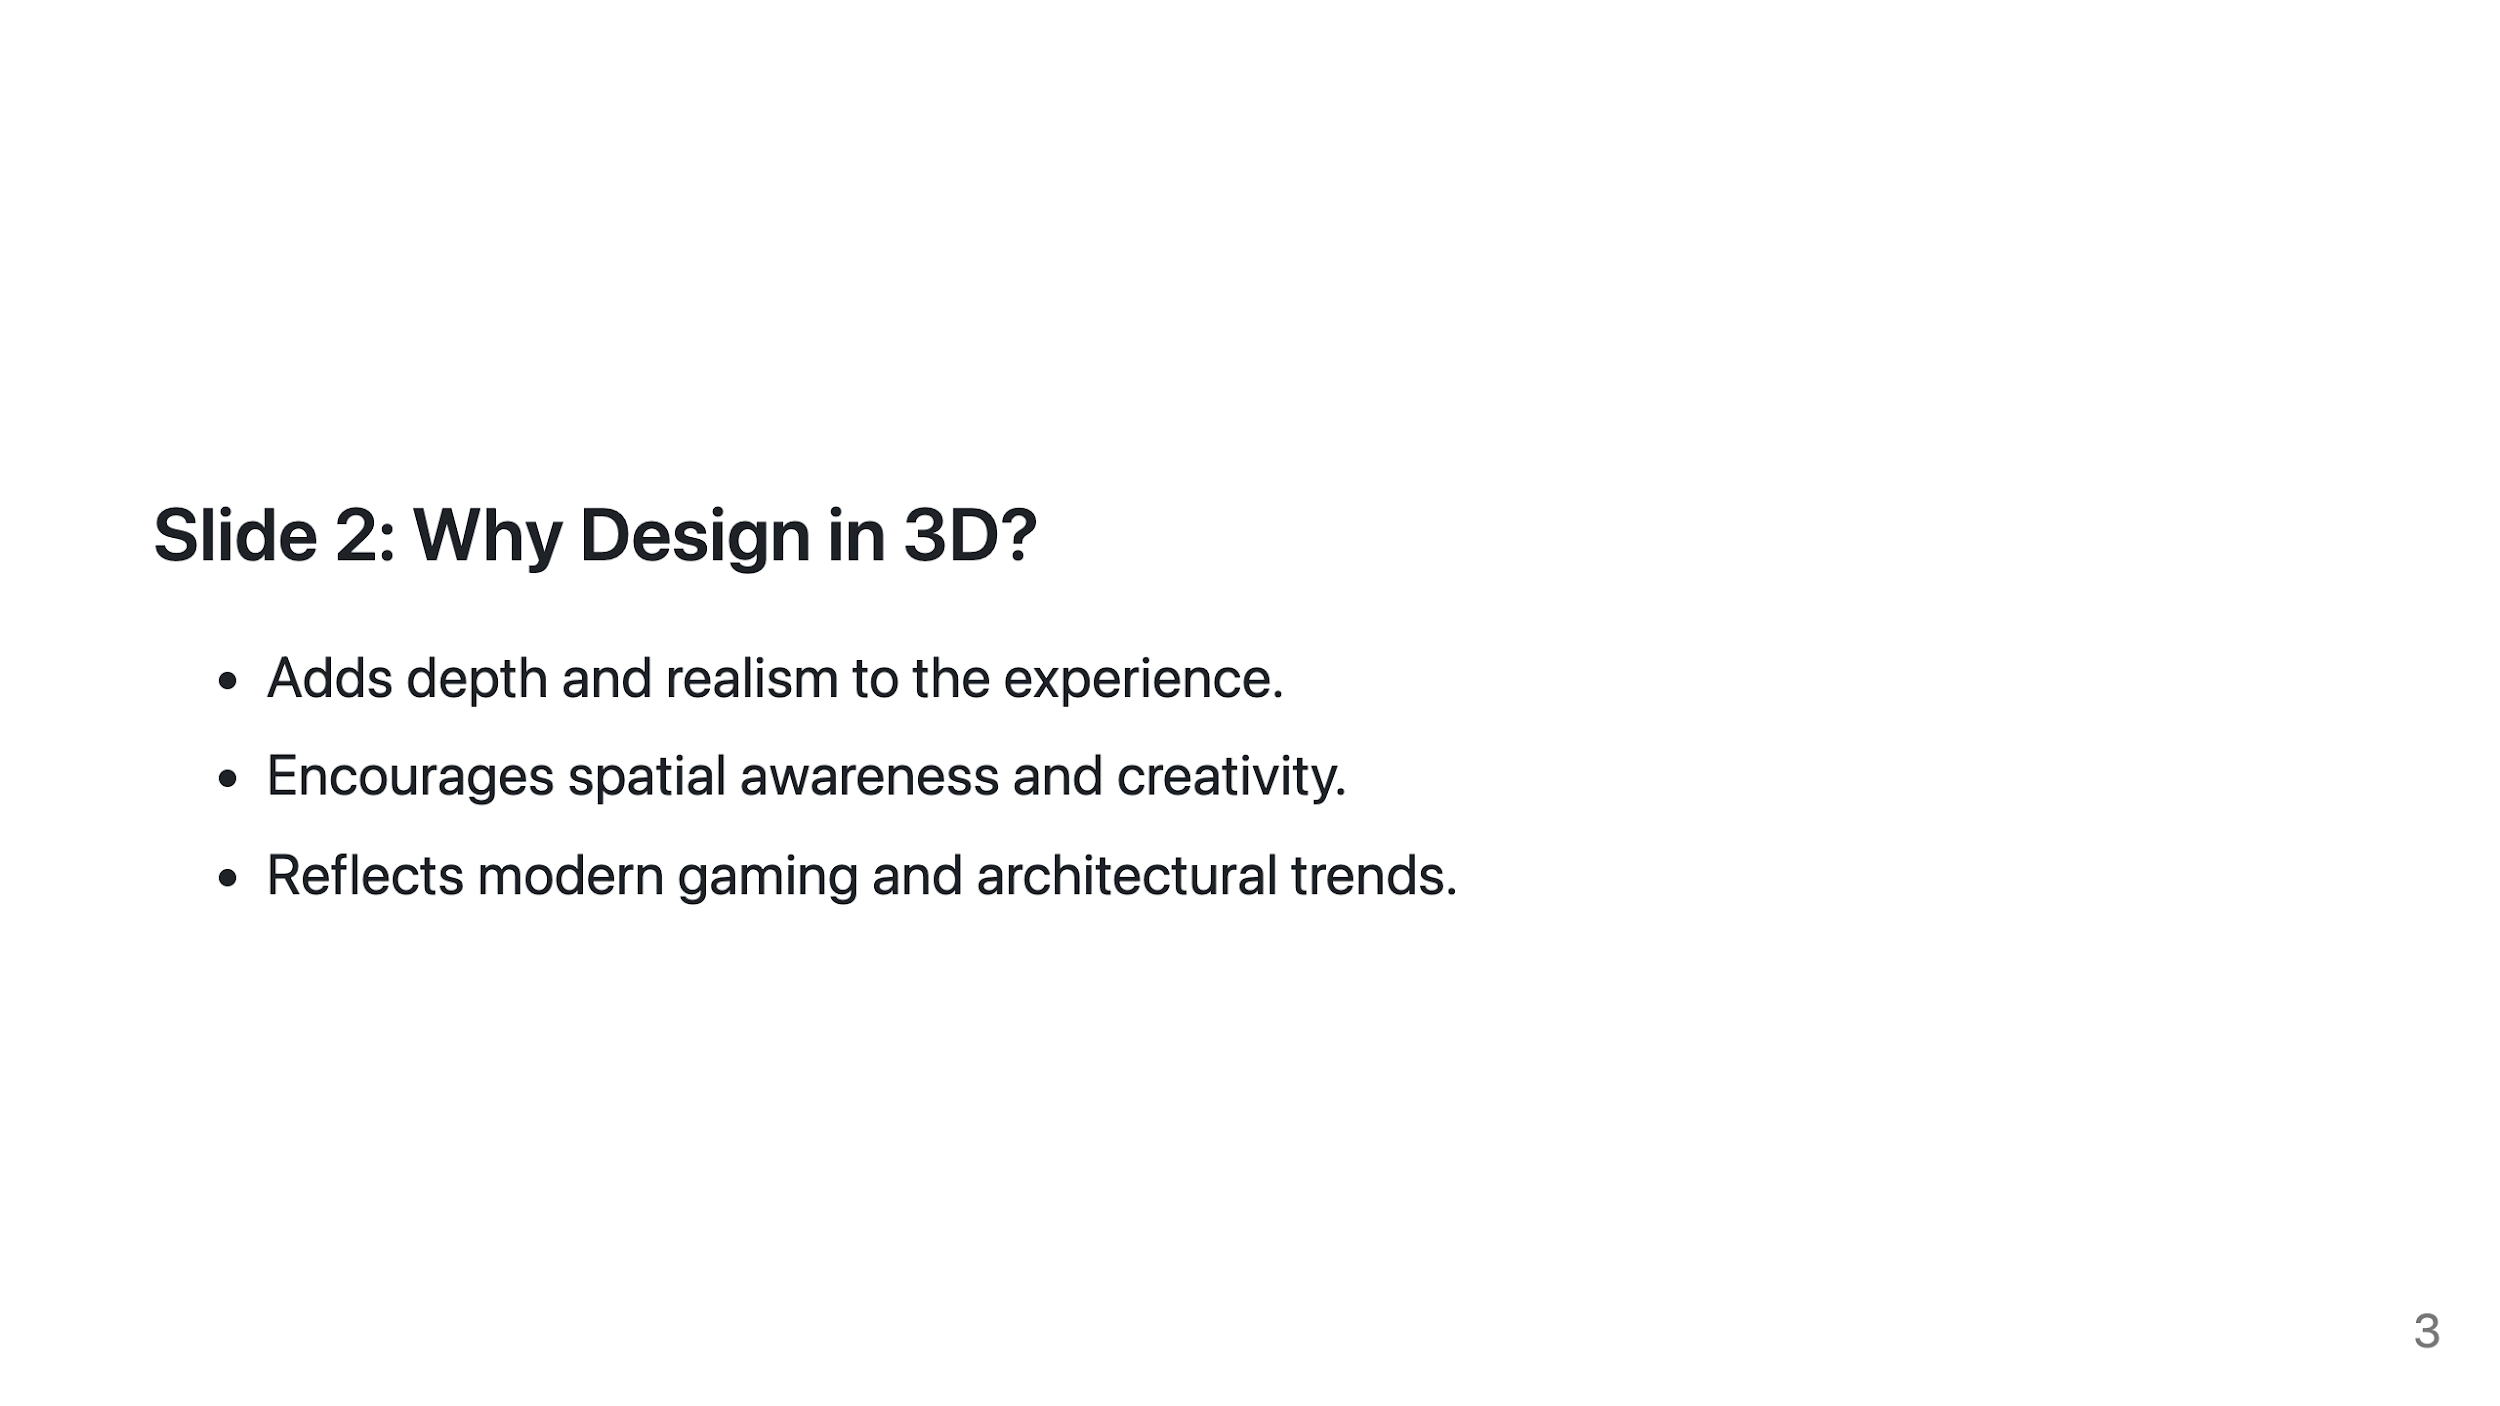 Slide 2: Why Design in 3D?
• Adds depth and realism to the experience.
• Encourages spatial awareness and creativity.
• Reflects modern gaming and architectural trends.
3